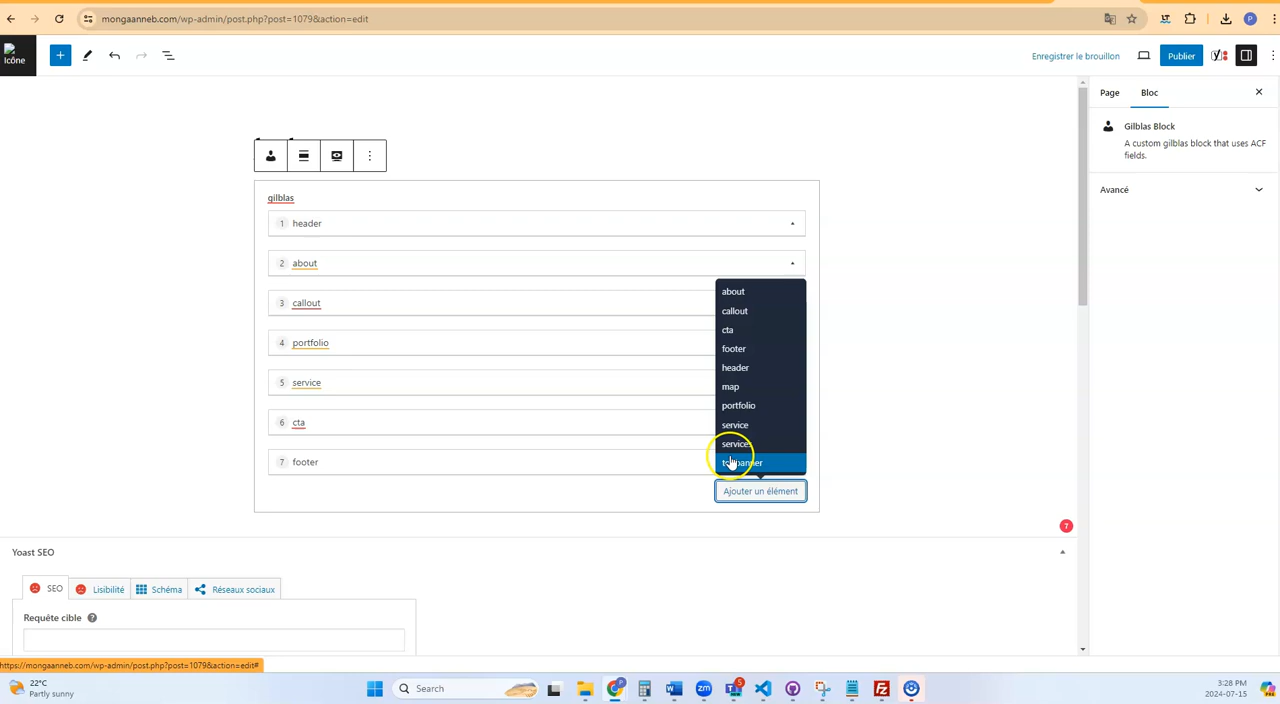 mongaanneb.com/wp-admin/post.php?post=1079&action=edit
Icône
Enregistrer le brouillon
Publier
Page
Bloc
Gilblas Block
A custom gilblas block that uses ACF
fields.
Avancé
gilblas
1 header
2 about
3 callout
4 portfolio
5 service
6 cta
7 footer
about
callout
cta
footer
header
map
portfolio
service
services
Ajouter un élément
7
Yoast SEO
SEO
Lisibilité
Schéma
Réseaux sociaux
Requête cible
https://mongaanneb.com/wp-admin/post.php?post=1079&action=edit#
22°C
Partly sunny
Search
5
3:28 PM
2024-07-15